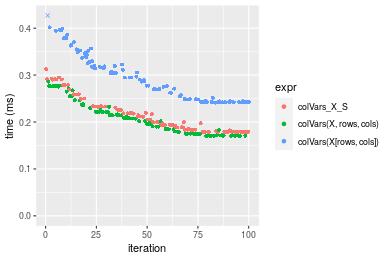 0.4
0.3
0.2
0.1
0.0
time (ms)
0
25
50
75
100
iteration
expr
colVars_X_S
colVars(X, rows, cols)
colVars(X[rows, cols])